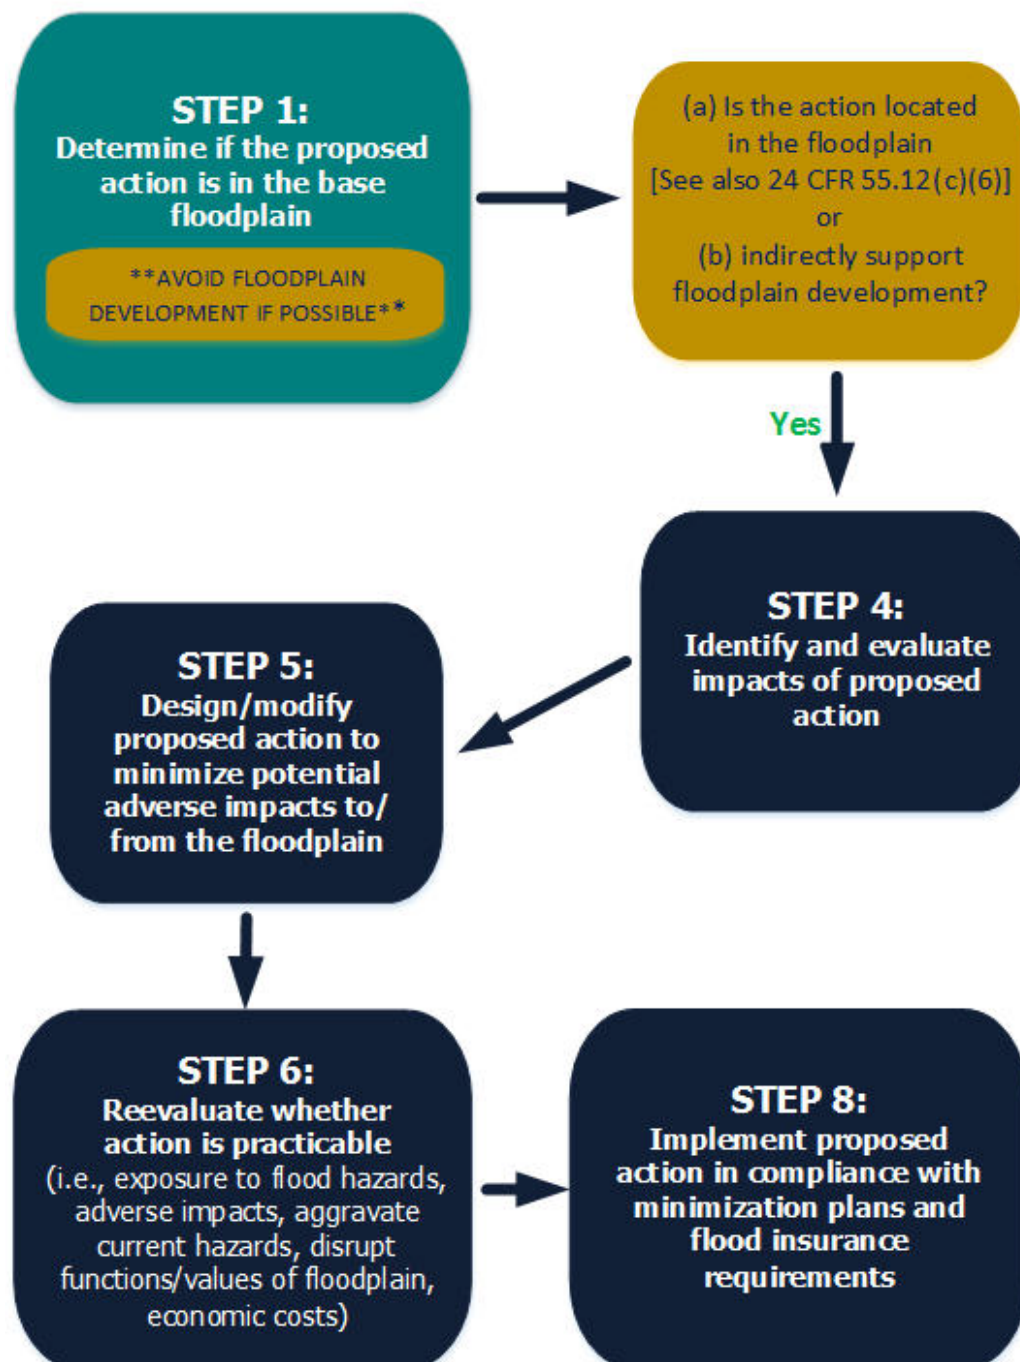 STEP 1:
Determine if the proposed
action is in the base
floodplain
**AVOID FLOODPLAIN
DEVELOPMENT IF POSSIBLE**
(a) Is the action located
in the floodplain
[See also 24 CFR 55.12(c)(6)]
or
(b) indirectly support
floodplain development?
Yes
STEP 4:
Identify and evaluate
impacts of proposed
action
STEP 5:
Design/modify
proposed action to
minimize potential
adverse impacts to/
from the floodplain
STEP 6:
Reevaluate whether
action is practicable
(i.e., exposure to flood hazards,
adverse impacts, aggravate
current hazards, disrupt
functions/values of floodplain,
economic costs)
STEP 8:
Implement proposed
action in compliance with
minimization plans and
flood insurance
requirements